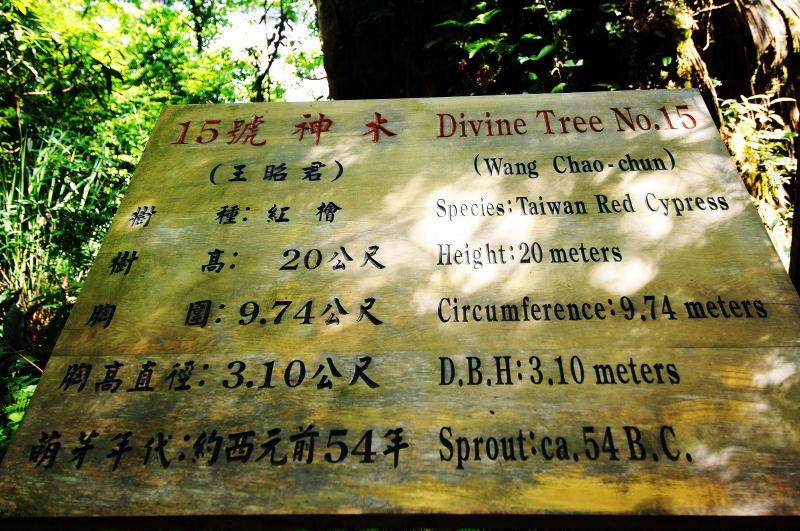 15號 神木 Divine Tree No.15
(王昭君) (Wang Chao-chun)
樹 種: 紅檜 Species: Taiwan Red Cypress
樹 高: 20公尺 Height: 20 meters
胸 圍: 9.74公尺 Circumference: 9.74 meters
胸高直徑: 3.10公尺 D.B.H: 3.10 meters
萌芽年代:約西元前54年 Sprout: ca. 54 B.C.